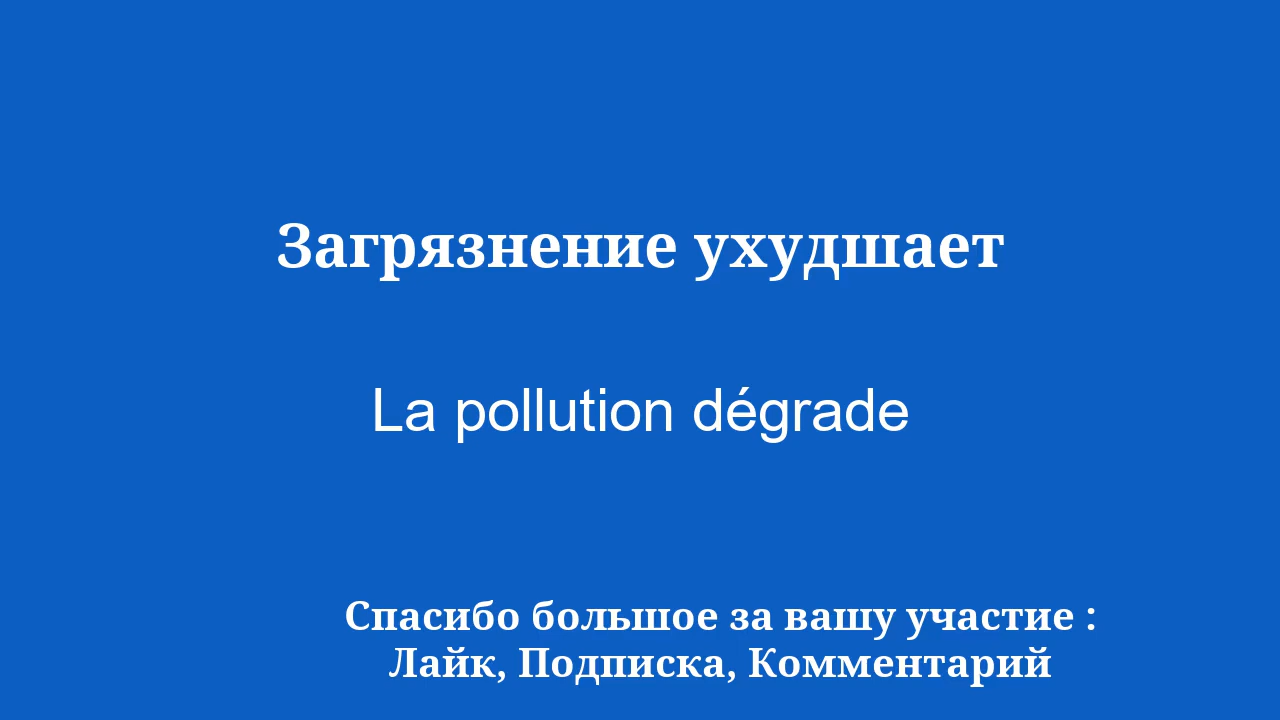 Загрязнение ухудшает
La pollution dégrade
Спасибо большое за вашу участие :
Лайк, Подписка, Комментарий